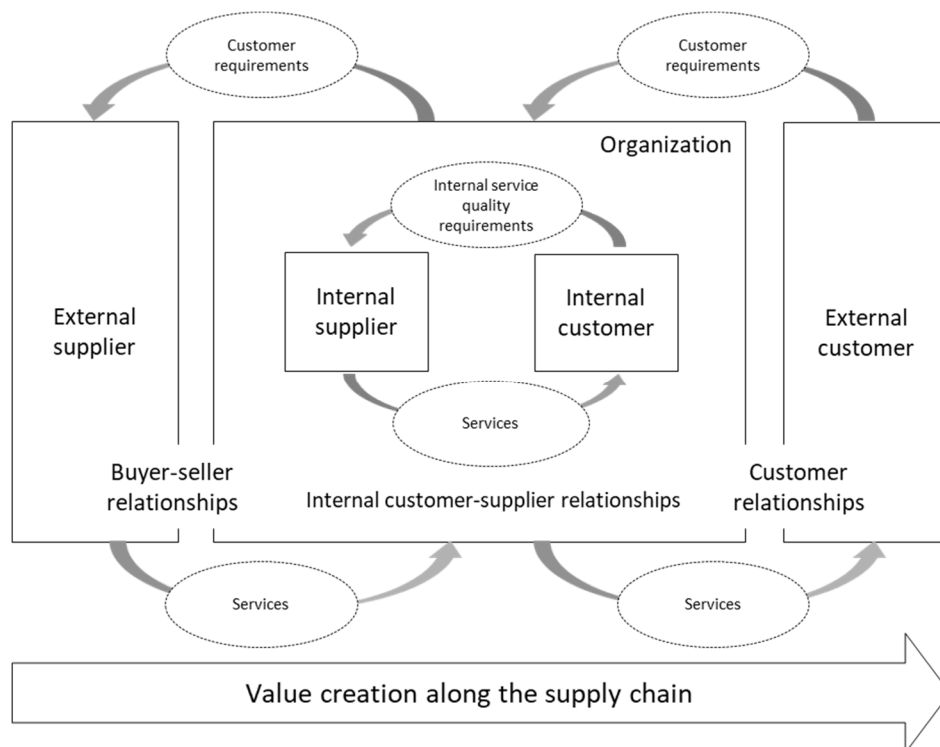 Customer
requirements
Customer
requirements
Organization
Internal service
quality
requirements
External
supplier
Internal
supplier
Internal
customer
External
customer
Services
Buyer-seller
relationships
Internal customer-supplier relationships
Customer
relationships
Services
Services
Value creation along the supply chain